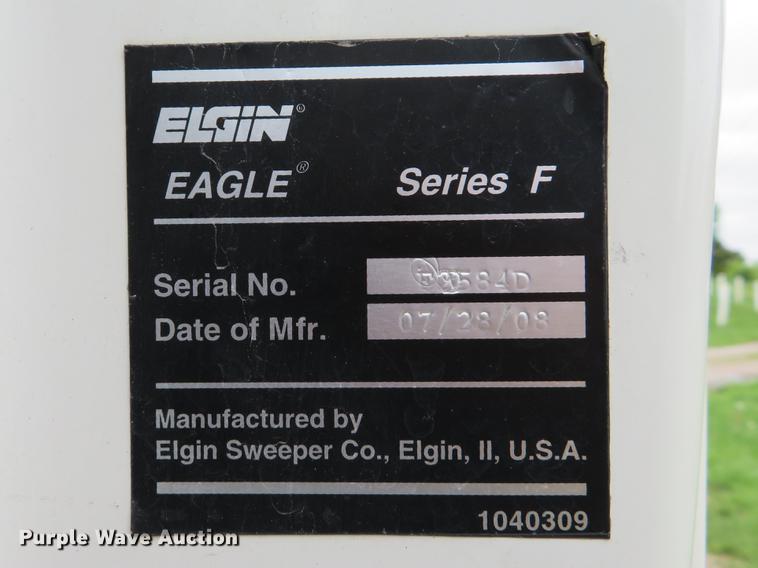 ELGIN®
EAGLE® Series F
Serial No.
Date of Mfr. 07/28/08
Manufactured by
Elgin Sweeper Co., Elgin, Il, U.S.A.
1040309
Purple Wave Auction